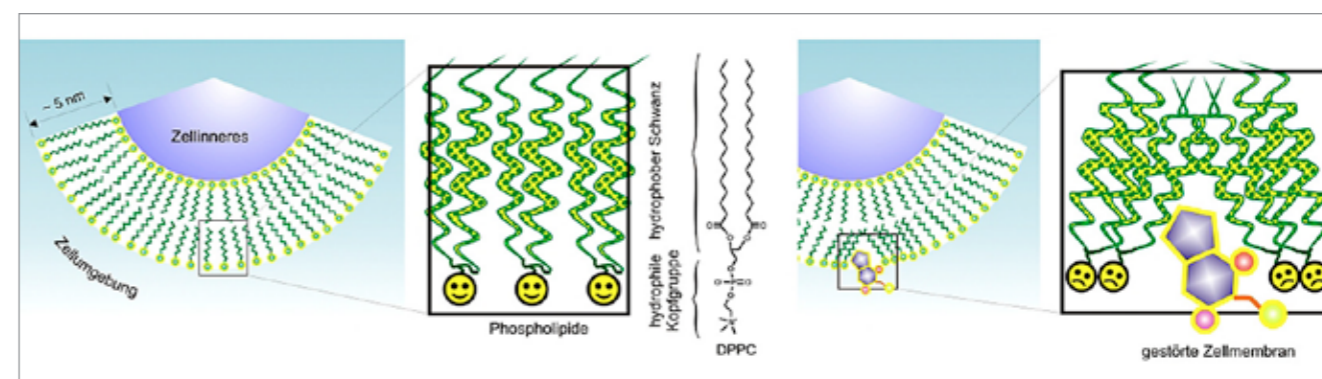 ~ 5 nm
Zellinneres
Zellumgebung
Phospholipide
hydrophober Schwanz
hydrophile
Kopfgruppe
DPPC
gestörte Zellmembran